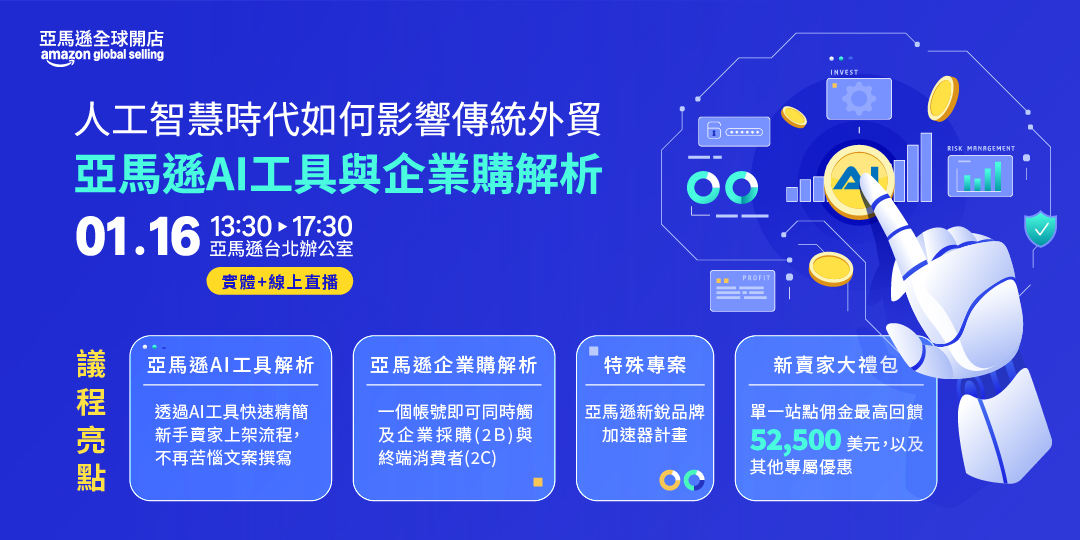 亞馬遜全球開店
amazon global selling
人工智慧時代如何影響傳統外貿
亞馬遜AI工具與企業購解析
01.16
13:30 ▸ 17:30
亞馬遜台北辦公室
實體+線上直播
INVEST
RISK MANAGEMENT
AI
PROFIT
議程亮點
亞馬遜AI工具解析
透過AI工具快速精簡
新手賣家上架流程,
不再苦惱文案撰寫
亞馬遜企業購解析
一個帳號即可同時觸
及企業採購(2B)與
終端消費者(2C)
特殊專案
亞馬遜新銳品牌
加速器計畫
新賣家大禮包
單一站點佣金最高回饋
52,500 美元,以及
其他專屬優惠